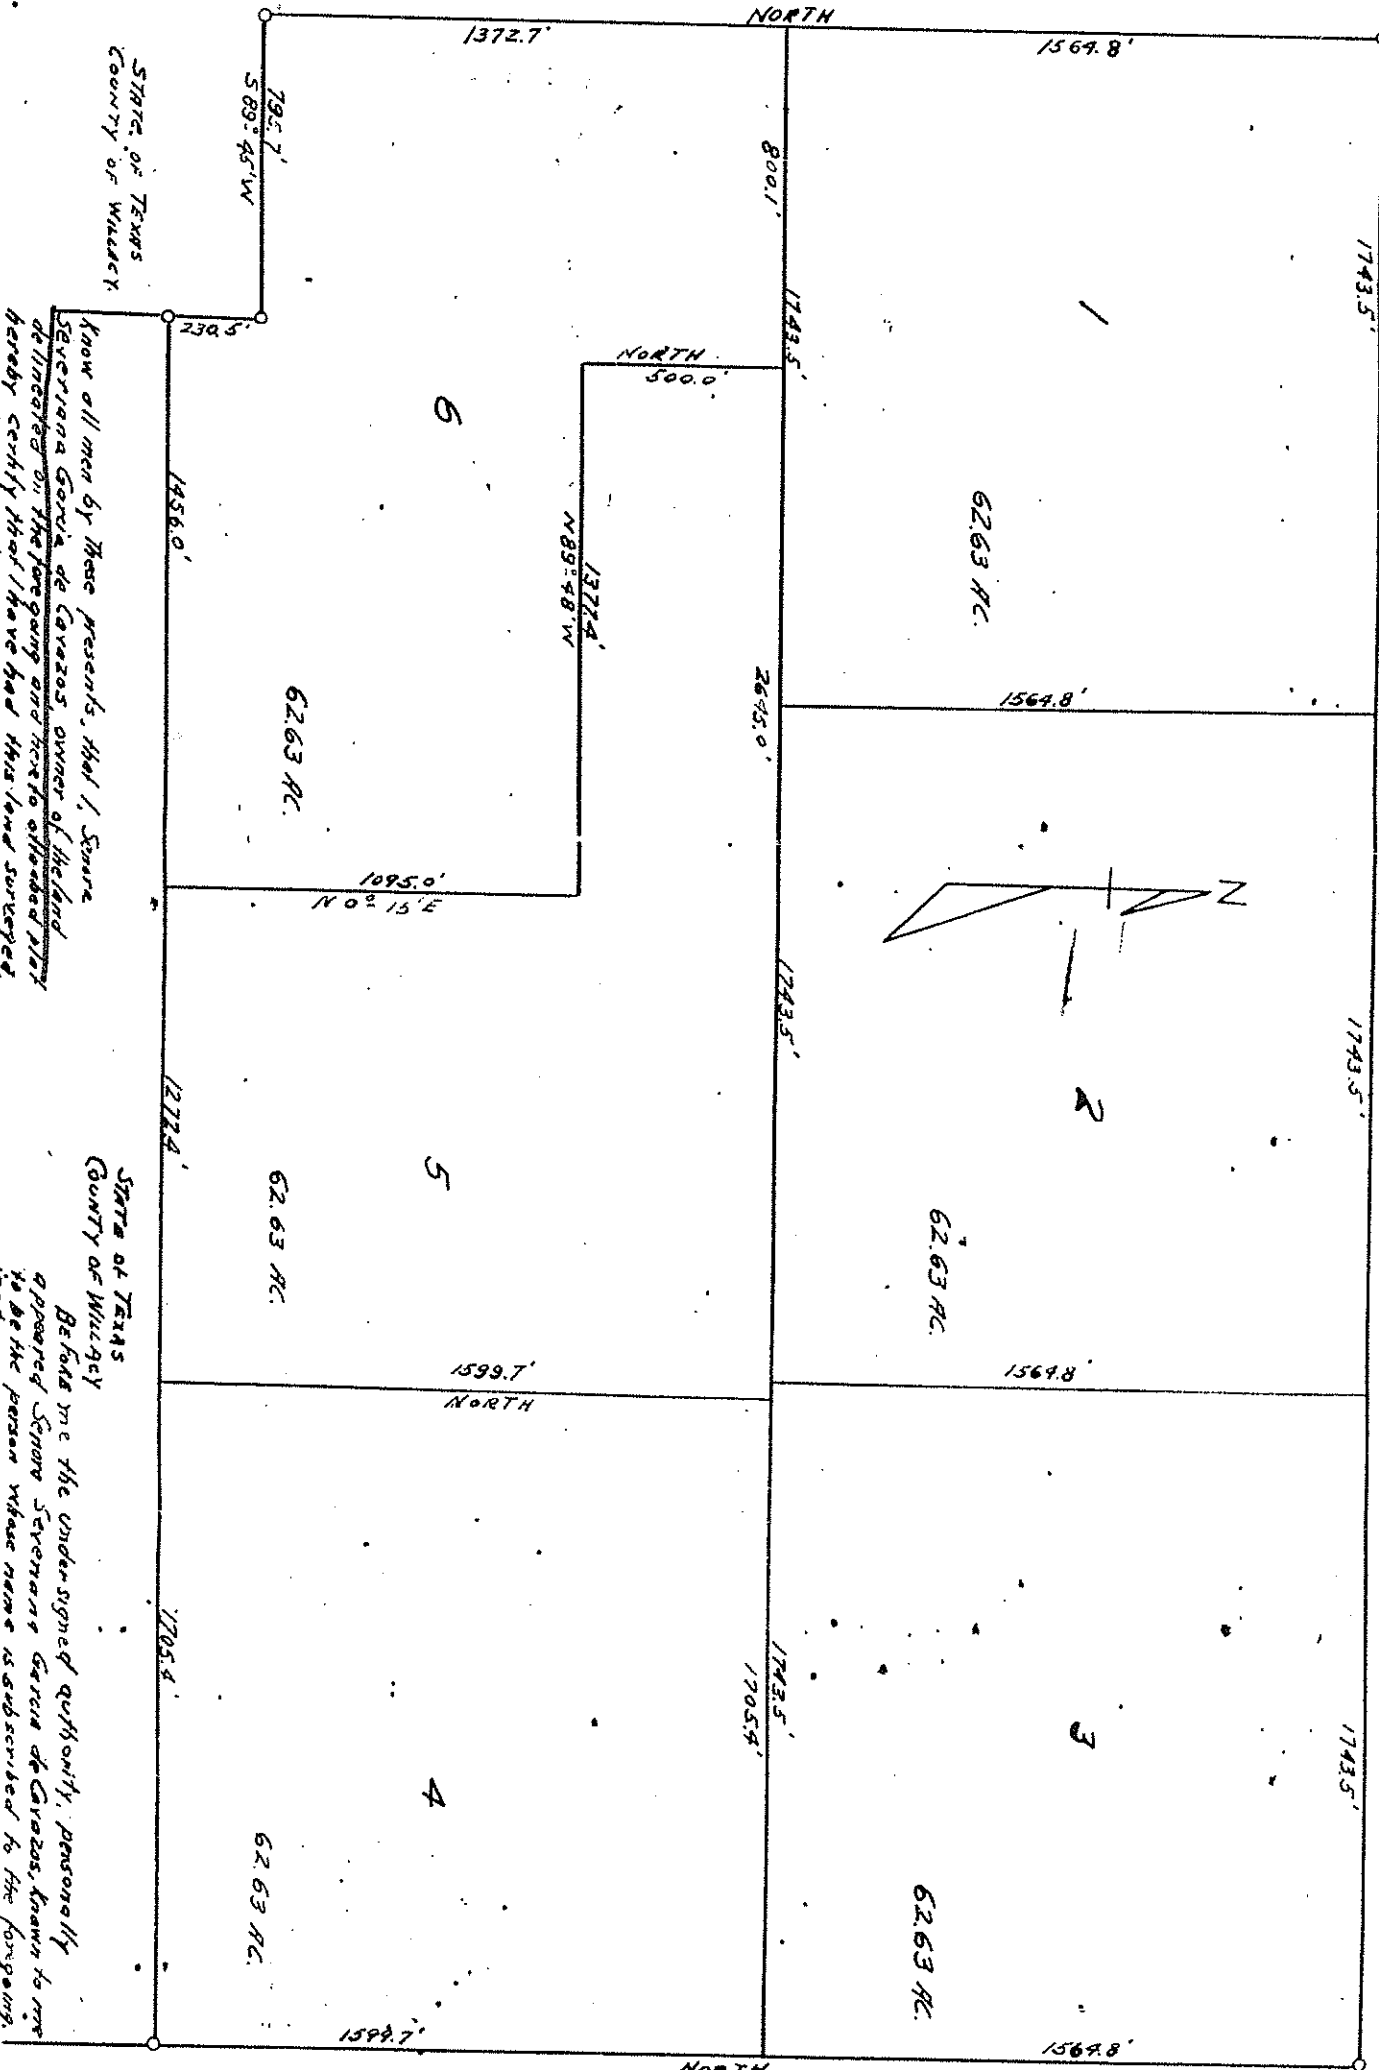 NORTH
1372.7'
1564.8'
1743.5'
1
62.63 AC.
1564.8'
N
1743.5'
2
62.63 AC.
1564.8'
1743.5'
3
62.63 AC.
1564.8'
800.1'
1743.5'
2645.0'
1743.5'
1743.5'
1705.4'
795.7'
S 89° 45' W
230.5'
NORTH
500.0'
6
1377.4'
N 89° 48' W
62.63 AC.
1095.0'
N 0° 15' E
5
62.63 AC.
1599.7'
NORTH
4
62.63 AC.
1599.7'
NORTH
1456.0'
1272.4'
1705.4'
STATE OF TEXAS
COUNTY OF WILLACY
Know all men by these presents, that I, Senora
Severiana Garcia de Cavazos, owner of the land
delineated on the foregoing and hereto attached plat
hereby certify that I have had this land surveyed,
STATE OF TEXAS
COUNTY OF WILLACY
Before me the undersigned authority, personally
appeared Senora Severiana Garcia de Cavazos, known to me
to be the person whose name is subscribed to the forgoing